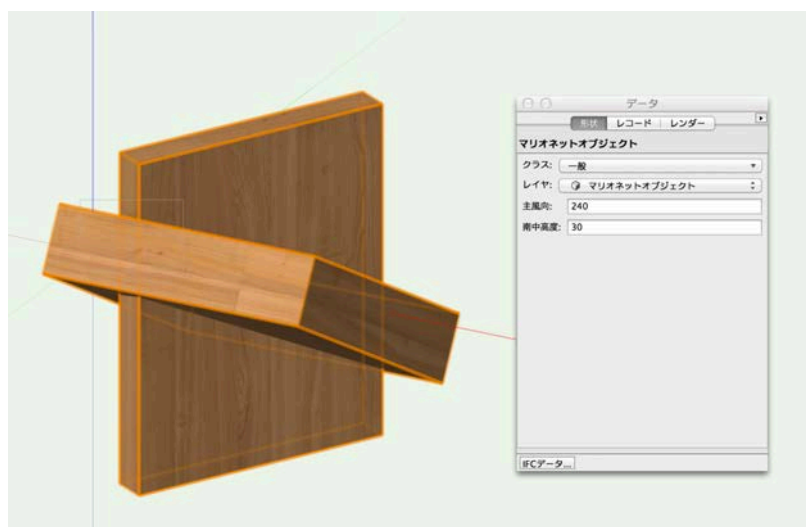 データ
形状 レコード レンダー
マリオネットオブジェクト
クラス: 一般
レイヤ: マリオネットオブジェクト
主風向: 240
南中高度: 30
IFCデータ...